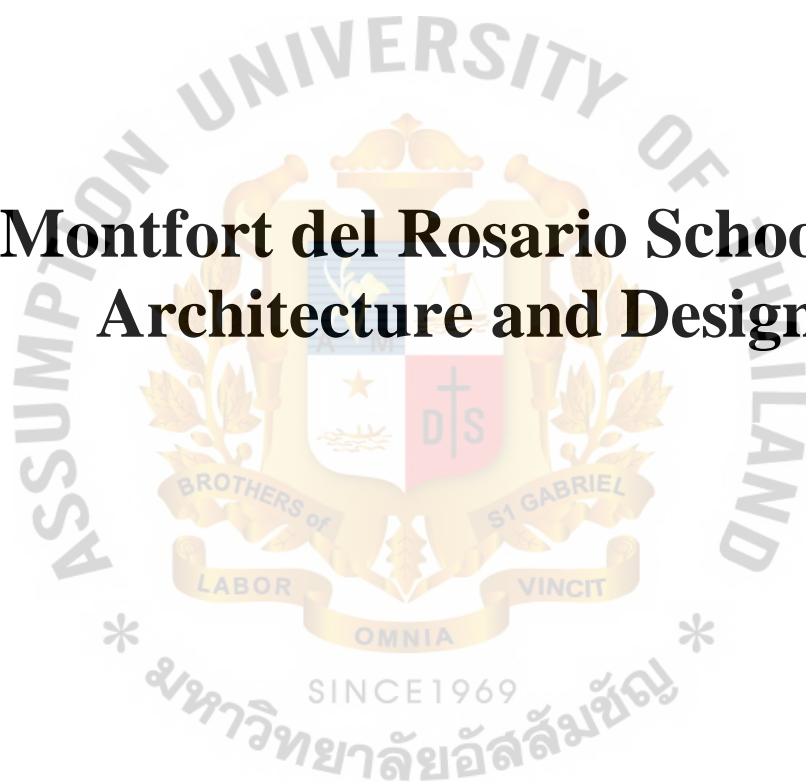 ASSUMPTION UNIVERSITY OF THAILAND
Montfort del Rosario Schoo
Architecture and Design
A M
D S
BROTHERS of ST GABRIEL
LABOR OMNIA VINCIT
SINCE1969
* มหาวิทยาลัยอัสสัมชัญ *